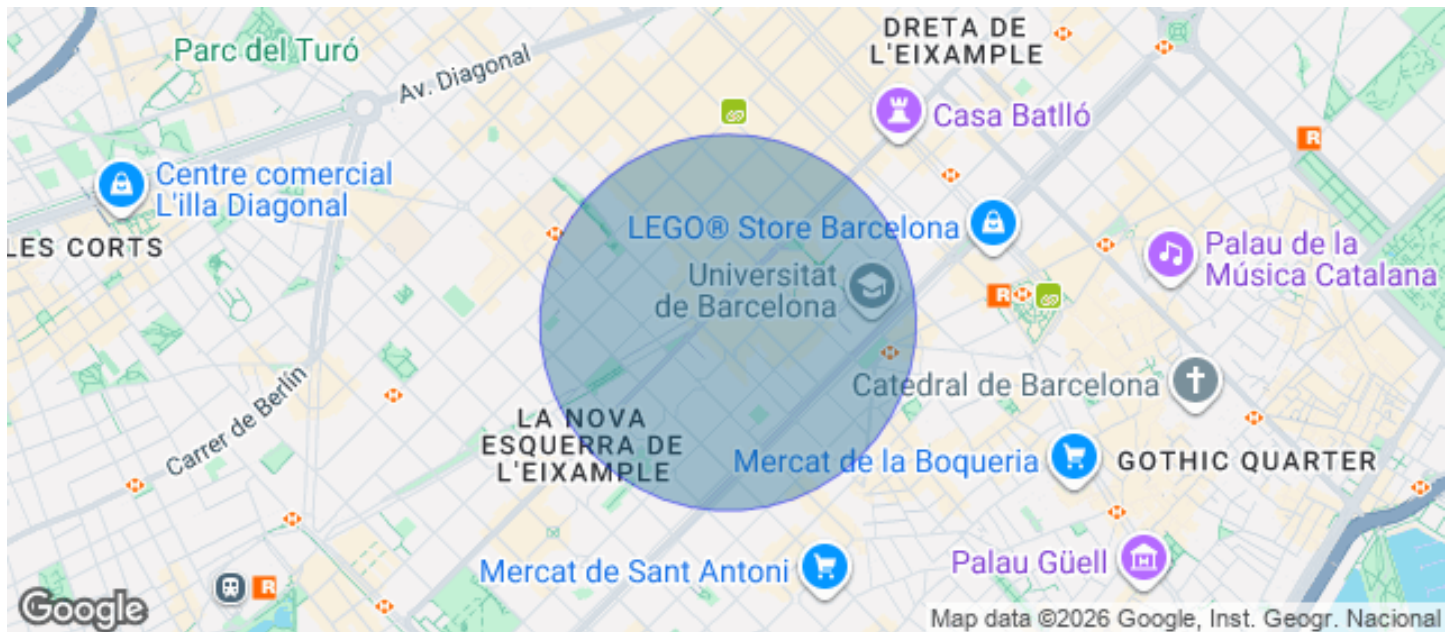 DRETA DE
L'EIXAMPLE
Parc del Turó
Av. Diagonal
Casa Batlló
R
Centre comercial
L'illa Diagonal
LES CORTS
LEGO® Store Barcelona
Palau de la
Música Catalana
Universitat
de Barcelona
R
Catedral de Barcelona
Carrer de Berlín
LA NOVA
ESQUERRA DE
L'EIXAMPLE
Mercat de la Boqueria
GOTHIC QUARTER
Mercat de Sant Antoni
Palau Güell
R
Google
Map data ©2026 Google, Inst. Geogr. Nacional